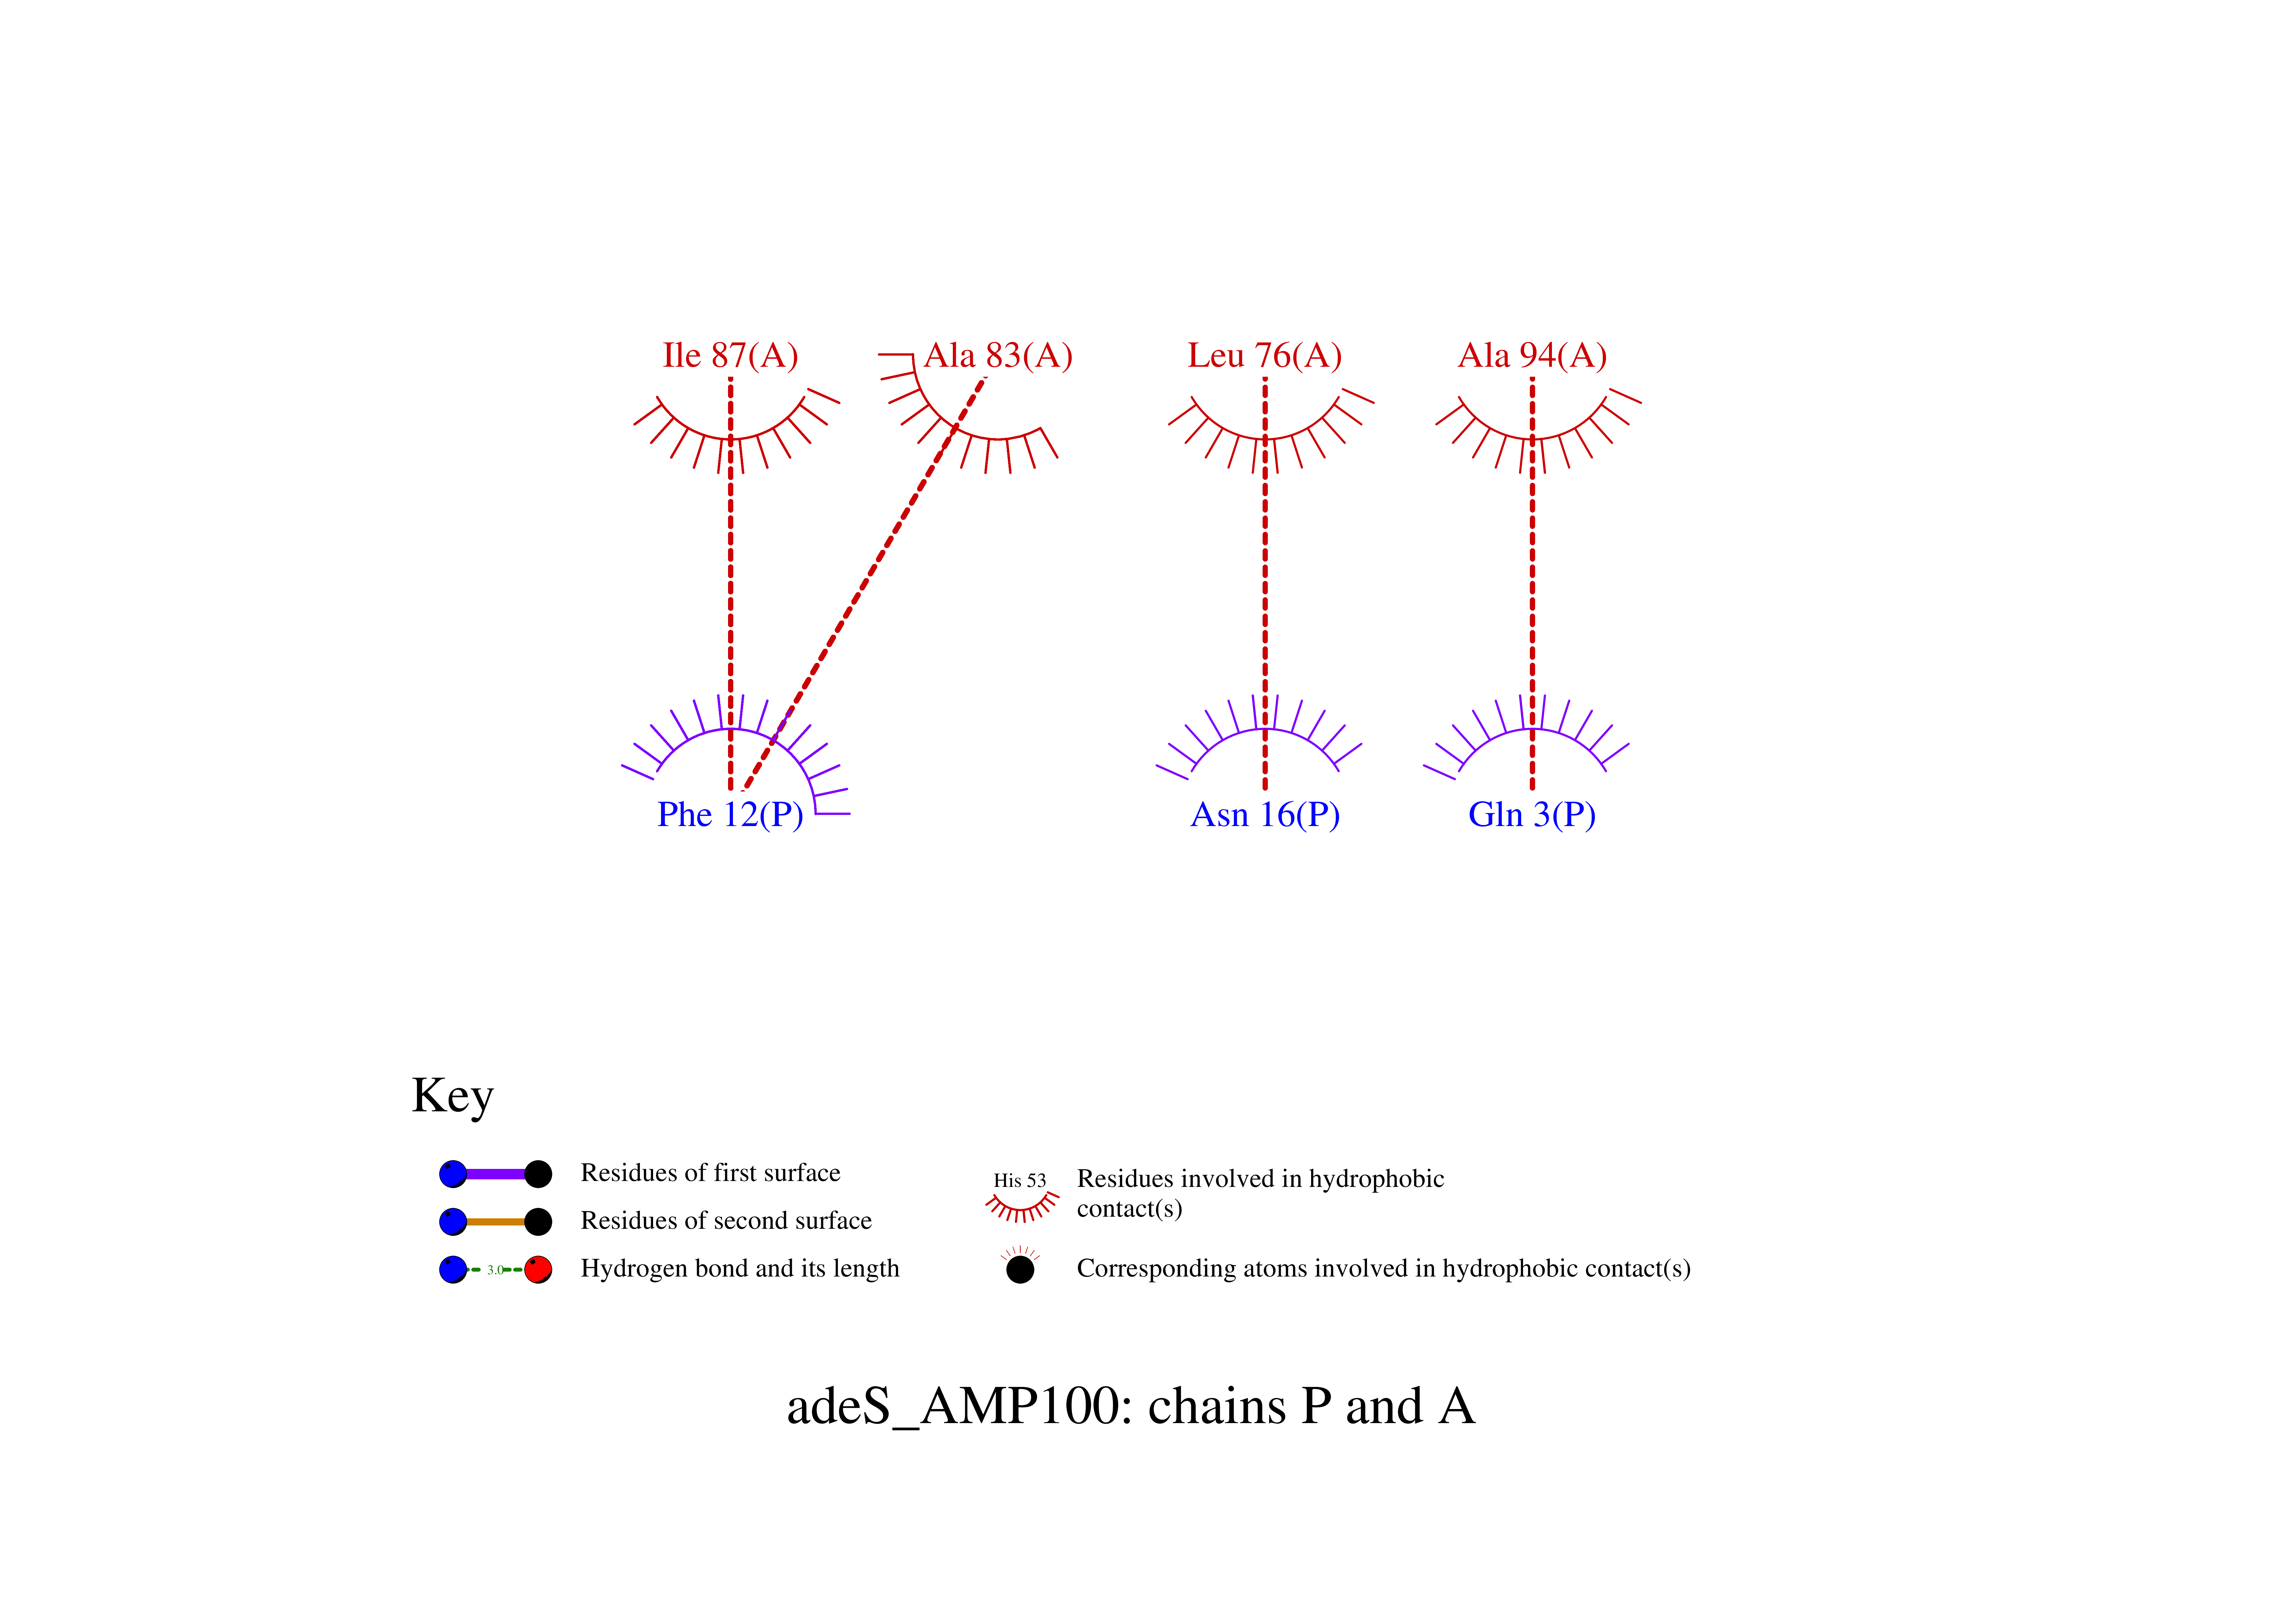 Ile 87(A) Ala 83(A) Leu 76(A) Ala 94(A)
Phe 12(P) Asn 16(P) Gln 3(P)
Key
Residues of first surface
Residues of second surface
3.0 Hydrogen bond and its length
His 53 Residues involved in hydrophobic
contact(s)
Corresponding atoms involved in hydrophobic contact(s)
adeS_AMP100: chains P and A